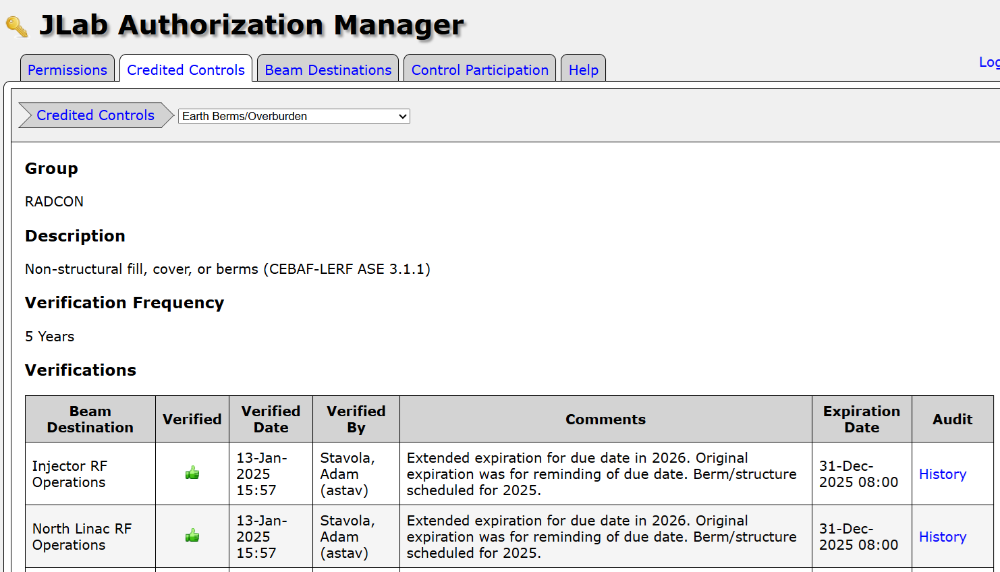 JLab Authorization Manager
Permissions
Credited Controls
Beam Destinations
Control Participation
Help
Credited Controls
Earth Berms/Overburden
Group
RADCON
Description
Non-structural fill, cover, or berms (CEBAF-LERF ASE 3.1.1)
Verification Frequency
5 Years
Verifications
Beam
Destination
Verified
Verified
Date
Verified
By
Comments
Expiration
Date
Audit
Injector RF
Operations
13-Jan-
2025
15:57
Stavola,
Adam
(astav)
Extended expiration for due date in 2026. Original
expiration was for reminding of due date. Berm/structure
scheduled for 2025.
31-Dec-
2025 08:00
History
North Linac RF
Operations
13-Jan-
2025
15:57
Stavola,
Adam
(astav)
Extended expiration for due date in 2026. Original
expiration was for reminding of due date. Berm/structure
scheduled for 2025.
31-Dec-
2025 08:00
History